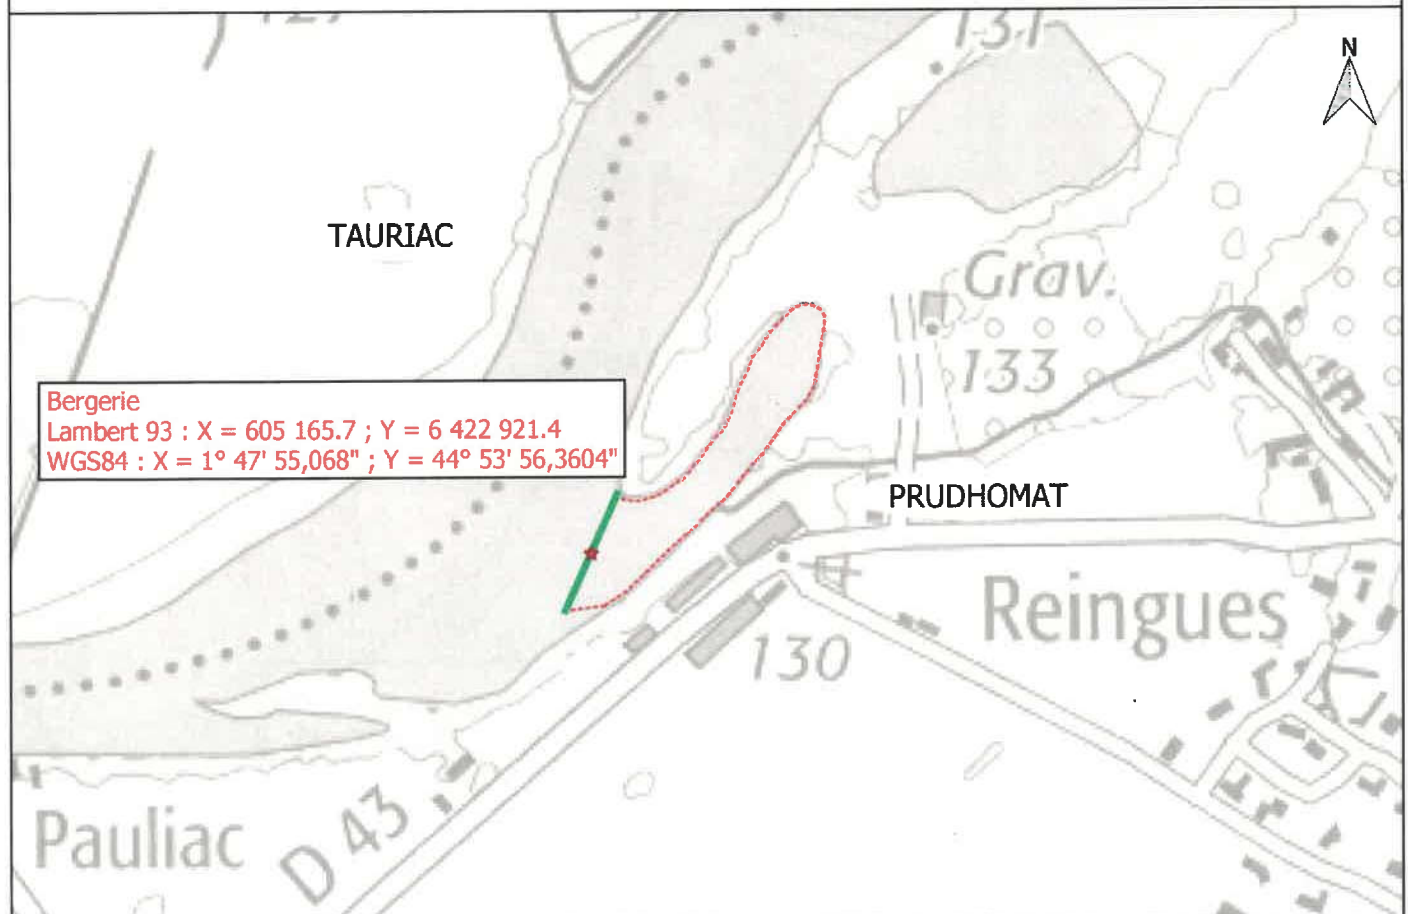 131
N
TAURIAC
Grav.
133
Bergerie
Lambert 93 : X = 605 165.7 ; Y = 6 422 921.4
WGS84 : X = 1° 47' 55,068" ; Y = 44° 53' 56,3604"
PRUDHOMAT
Reingues
130
D 43
Pauliac